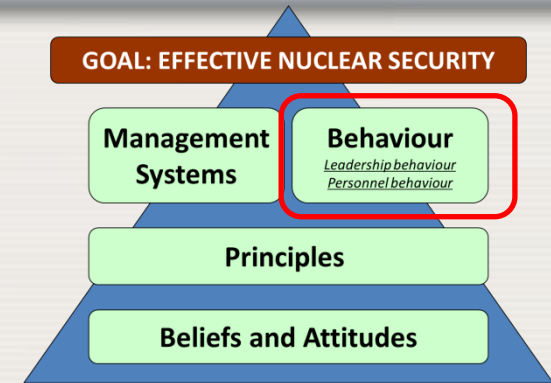 GOAL: EFFECTIVE NUCLEAR SECURITY
Management
Systems
Behaviour
Leadership behaviour
Personnel behaviour
Principles
Beliefs and Attitudes